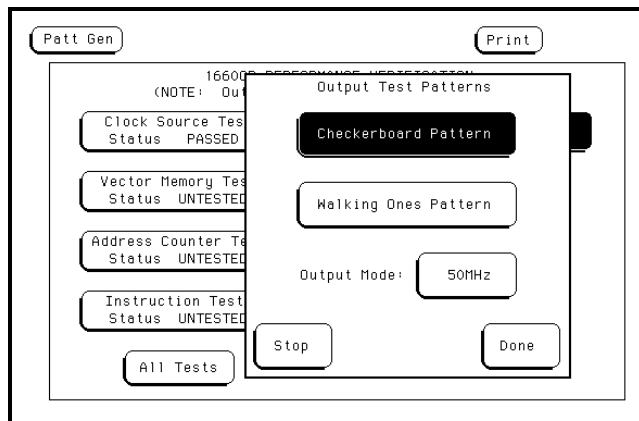 Patt Gen
Print
(NOTE: Out
Clock Source Tes
Status PASSED
Vector Memory Tes
Status UNTESTED
Address Counter Te
Status UNTESTED
Instruction Test
Status UNTESTED
All Tests
Output Test Patterns
Checkerboard Pattern
Walking Ones Pattern
Output Mode: 50MHz
Stop
Done